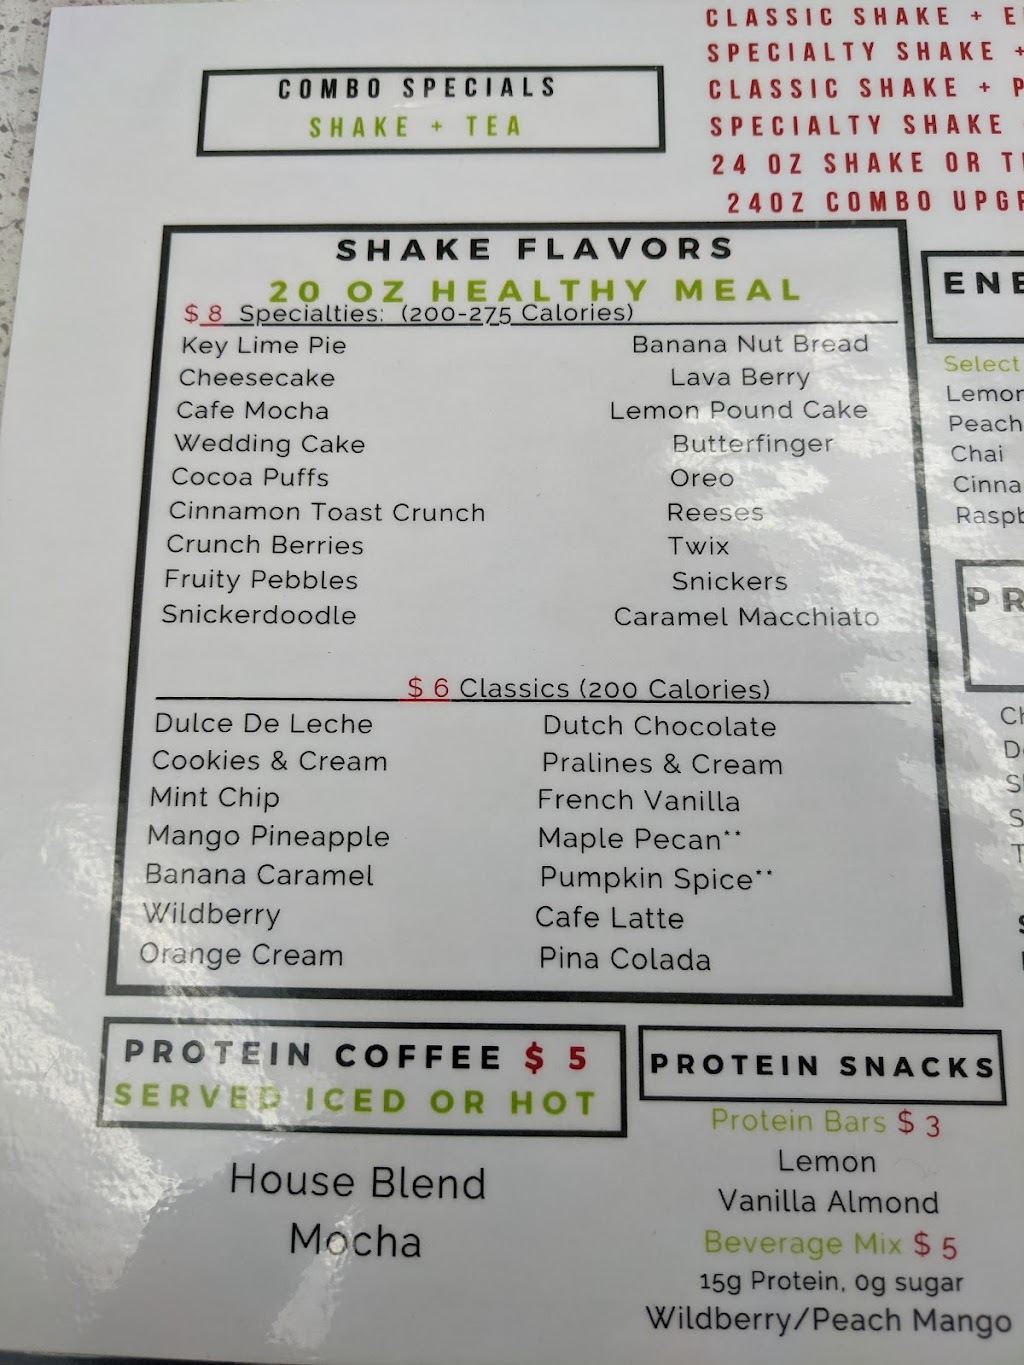 COMBO SPECIALS
SHAKE + TEA
CLASSIC SHAKE +
SPECIALTY SHAKE +
CLASSIC SHAKE +
SPECIALTY SHAKE
24 OZ SHAKE OR
24OZ COMBO
SHAKE FLAVORS
20 OZ HEALTHY MEAL
$ 8 Specialties: (200-275 Calories)
Key Lime Pie
Cheesecake
Cafe Mocha
Wedding Cake
Cocoa Puffs
Cinnamon Toast Crunch
Crunch Berries
Fruity Pebbles
Snickerdoodle
Banana Nut Bread
Lava Berry
Lemon Pound Cake
Butterfinger
Oreo
Reeses
Twix
Snickers
Caramel Macchiato
$ 6 Classics (200 Calories)
Dulce De Leche
Cookies & Cream
Mint Chip
Mango Pineapple
Banana Caramel
Wildberry
Orange Cream
Dutch Chocolate
Pralines & Cream
French Vanilla
Maple Pecan**
Pumpkin Spice**
Cafe Latte
Pina Colada
Select
Lemon
Peach
Chai
PROTEIN COFFEE $ 5
SERVED ICED OR HOT
House Blend
Mocha
PROTEIN SNACKS
Protein Bars $ 3
Lemon
Vanilla Almond
Beverage Mix $ 5
15g Protein, 0g sugar
Wildberry/Peach Mango